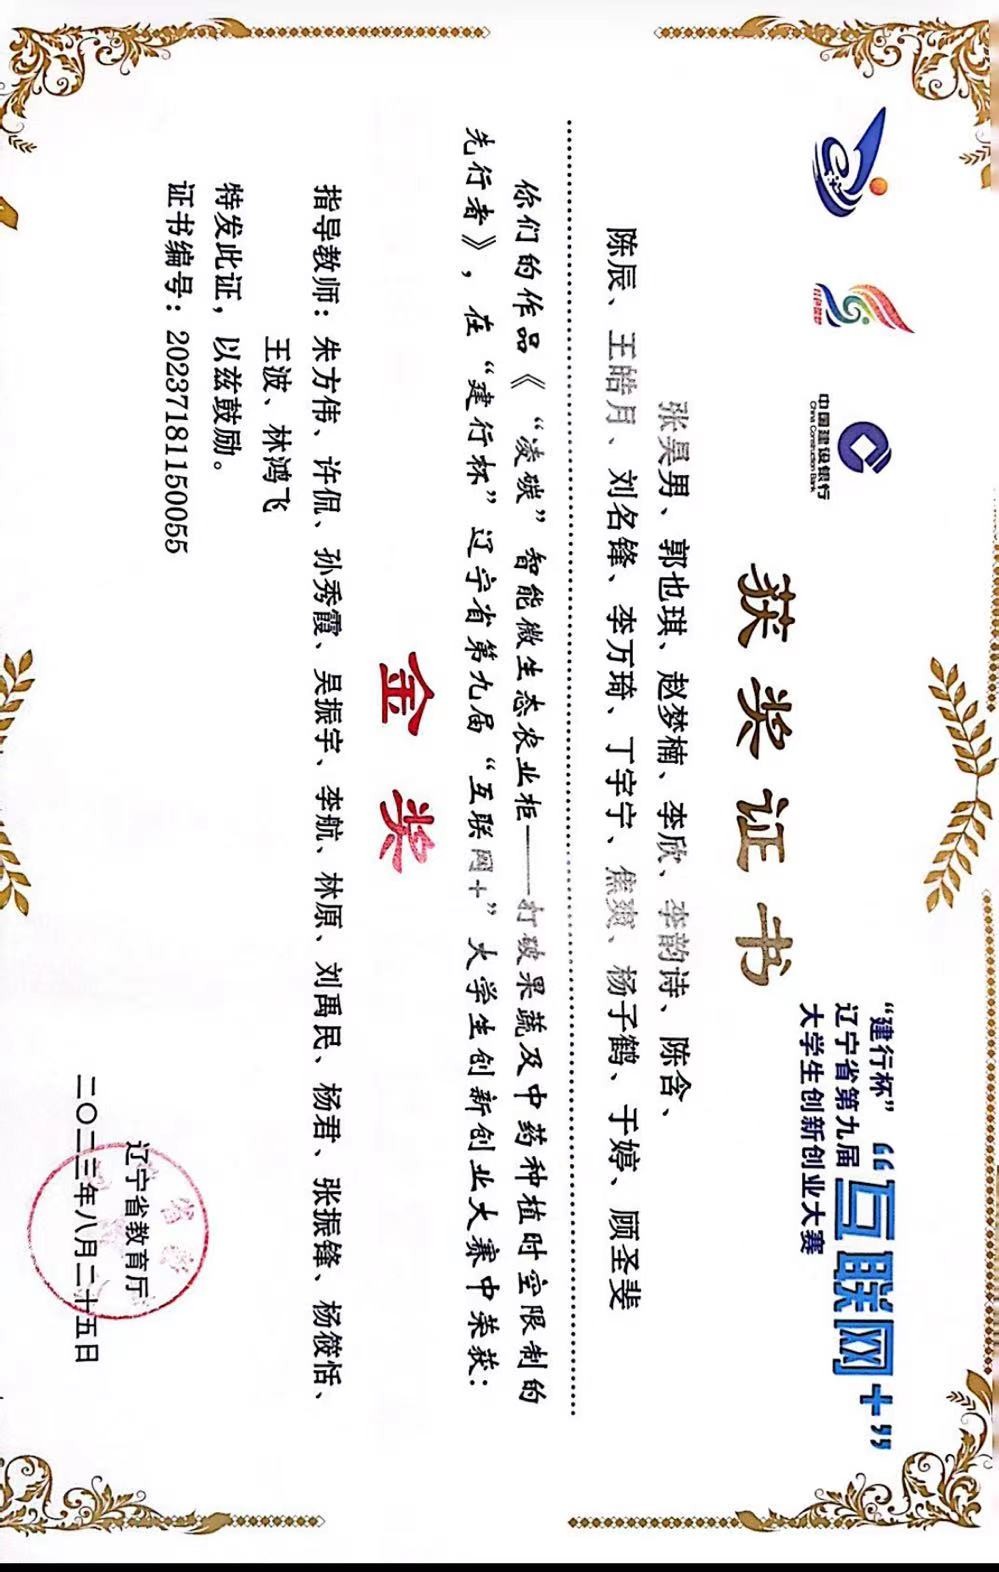 中国建设银行
China Construction Bank
“建行杯”
辽宁省第九届
大学生创新创业大赛
“互联网+”
获奖证书
张昊男、郭也琪、赵梦楠、李欣、李韵诗、陈含、
陈辰、王皓月、刘名锋、李万琦、丁宇宁、焦爽、杨子鹤、于婷、顾圣斐
你们的作品《“凌碳”智能微生态农业柜——打破果蔬及中药种植时空限制的
先行者》，在“建行杯”辽宁省第九届“互联网+”大学生创新创业大赛中荣获：
金奖
指导教师：朱方伟、许侃、孙秀霞、吴振宇、李航、林原、刘禹民、杨君、张振锋、杨筱恬、
王波、林鸿飞
特发此证，以兹鼓励。
证书编号：20237181150055
辽宁省教育厅
二〇二三年八月二十五日